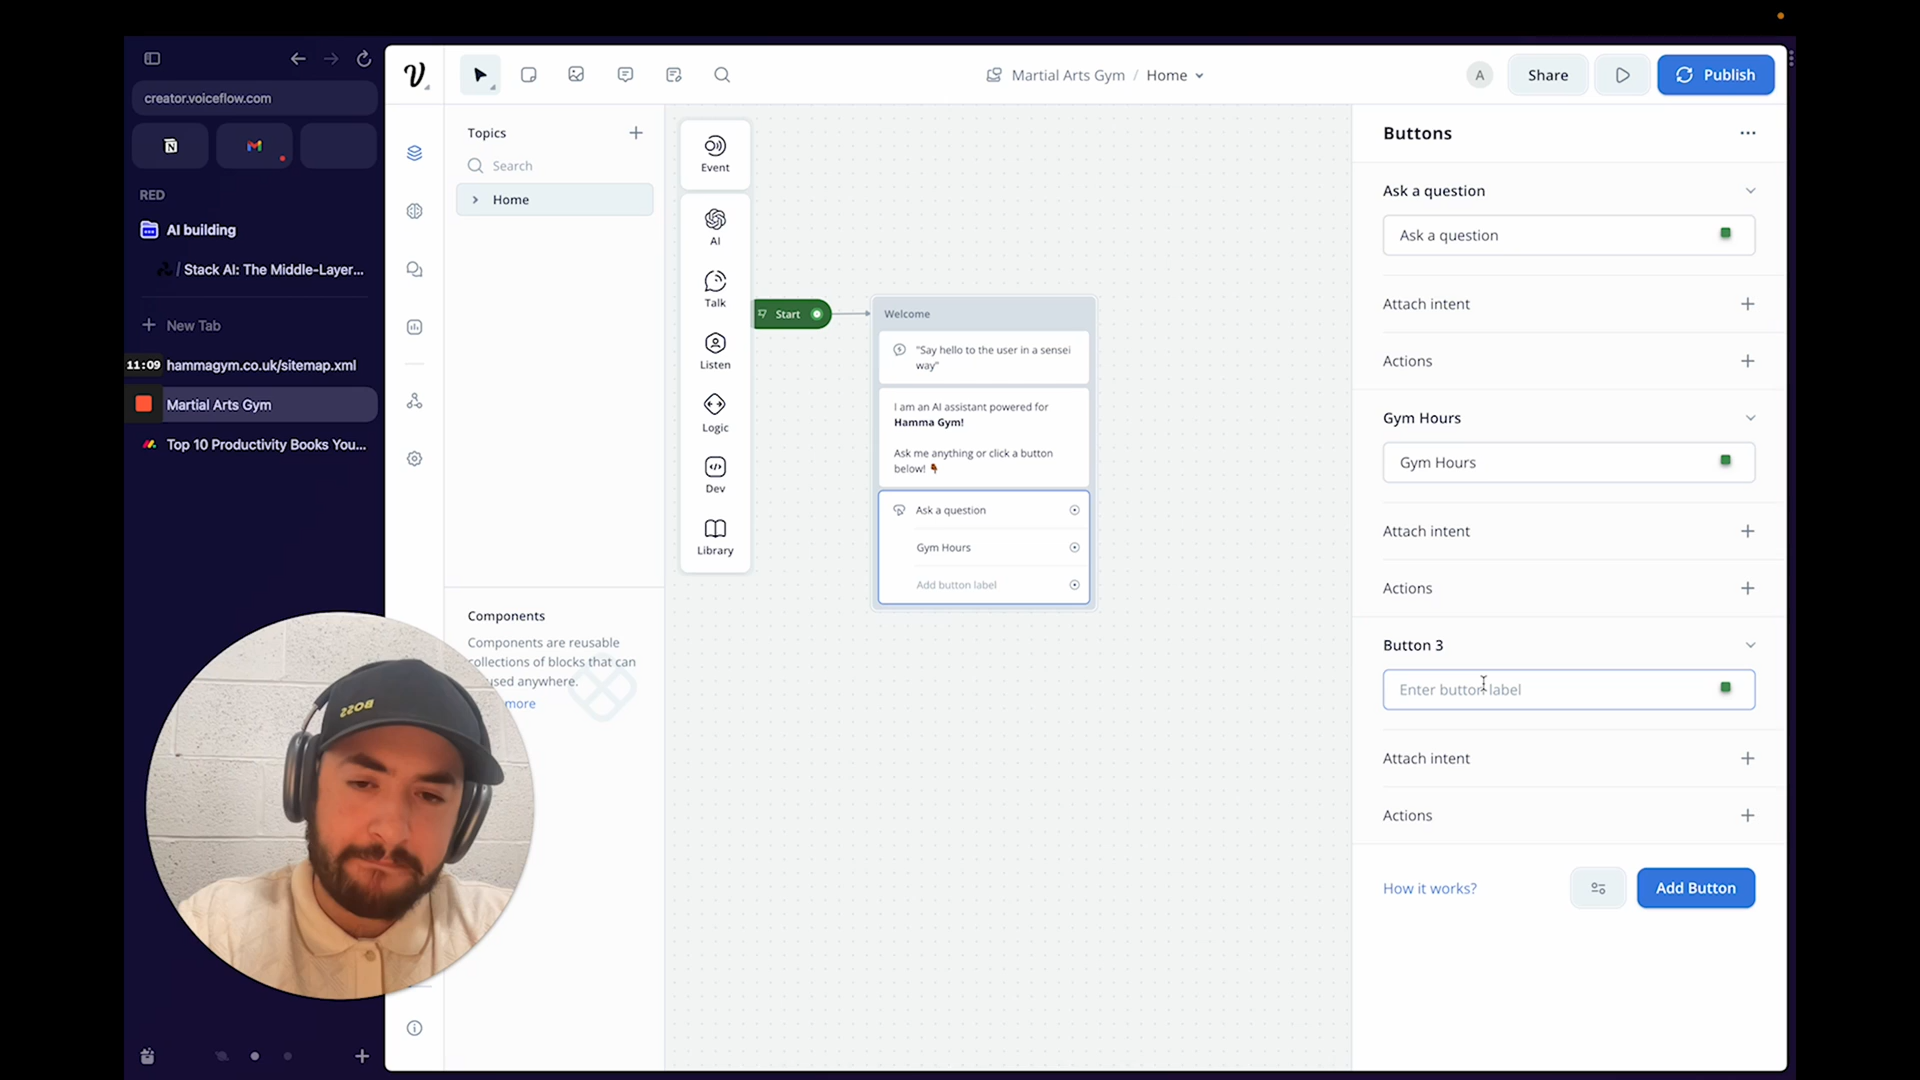 creator.voiceflow.com
RED
AI building
/ Stack AI: The Middle-Layer...
New Tab
11:09
hammagym.co.uk/sitemap.xml
Martial Arts Gym
Top 10 Productivity Books You...
Martial Arts Gym / Home
A
Share
Publish
Topics
Search
Home
Components
Components are reusable
collections of blocks that can
used anywhere.
more
Event
AI
Talk
Listen
Logic
Dev
Library
Start
Welcome
"Say hello to the user in a sensei
way"
I am an AI assistant powered for
Hamma Gym!
Ask me anything or click a button
below!
Ask a question
Gym Hours
Add button label
Buttons
Ask a question
Ask a question
Attach intent
Actions
Gym Hours
Gym Hours
Attach intent
Actions
Button 3
Enter button label
Attach intent
Actions
How it works?
Add Button
BOSS